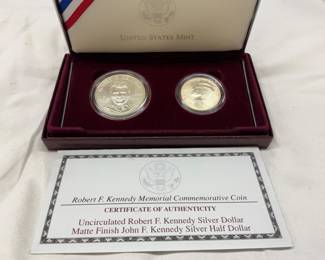 UNITED STATES MINT
Robert F. Kennedy Memorial Commemorative Coin
CERTIFICATE OF AUTHENTICITY
Uncirculated Robert F. Kennedy Silver Dollar
Matte Finish John F. Kennedy Silver Half Dollar